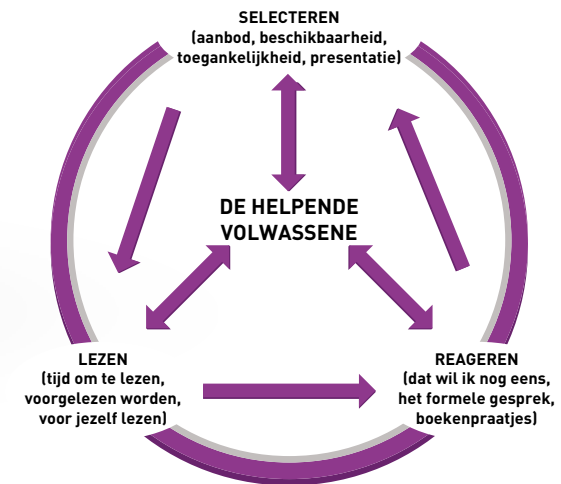 SELECTEREN
(aanbod, beschikbaarheid,
toegankelijkheid, presentatie)
DE HELPENDE
VOLWASSENE
LEZEN
(tijd om te lezen,
voorgelezen worden,
voor jezelf lezen)
REAGEREN
(dat wil ik nog eens,
het formele gesprek,
boekenpraatjes)